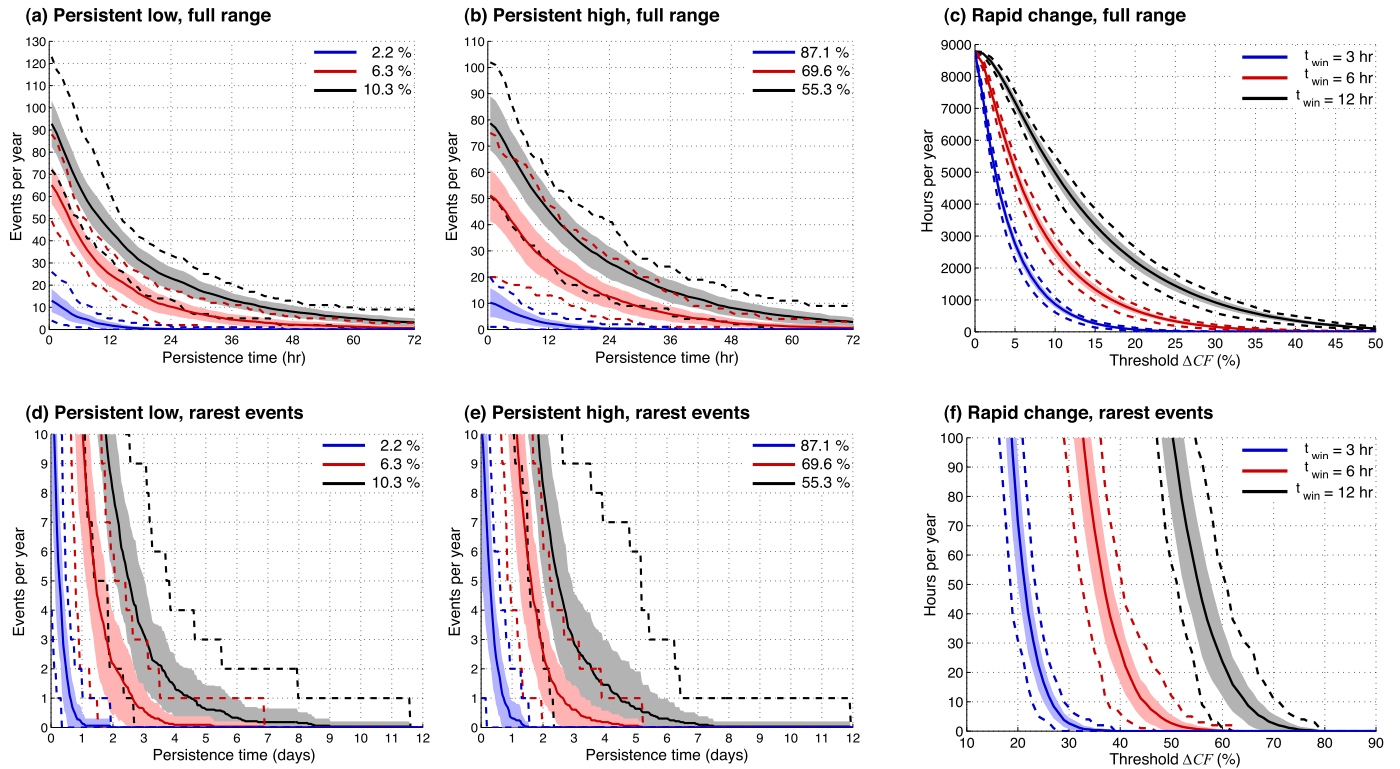 (a) Persistent low, full range
130
120
110
100
90
80
70
60
50
40
30
20
10
0
Events per year
2.2 %
6.3 %
10.3 %
0 12 24 36 48 60 72
Persistence time (hr)
(b) Persistent high, full range
110
100
90
80
70
60
50
40
30
20
10
0
Events per year
87.1 %
69.6 %
55.3 %
0 12 24 36 48 60 72
Persistence time (hr)
(c) Rapid change, full range
9000
8000
7000
6000
5000
4000
3000
2000
1000
0
Hours per year
t win = 3 hr
t win = 6 hr
t win = 12 hr
0 5 10 15 20 25 30 35 40 45 50
Threshold ΔCF (%)
(d) Persistent low, rarest events
10
9
8
7
6
5
4
3
2
1
0
Events per year
2.2 %
6.3 %
10.3 %
0 1 2 3 4 5 6 7 8 9 10 11 12
Persistence time (days)
(e) Persistent high, rarest events
10
9
8
7
6
5
4
3
2
1
0
Events per year
87.1 %
69.6 %
55.3 %
0 1 2 3 4 5 6 7 8 9 10 11 12
Persistence time (days)
(f) Rapid change, rarest events
100
90
80
70
60
50
40
30
20
10
0
Hours per year
t win = 3 hr
t win = 6 hr
t win = 12 hr
10 20 30 40 50 60 70 80 90
Threshold ΔCF (%)